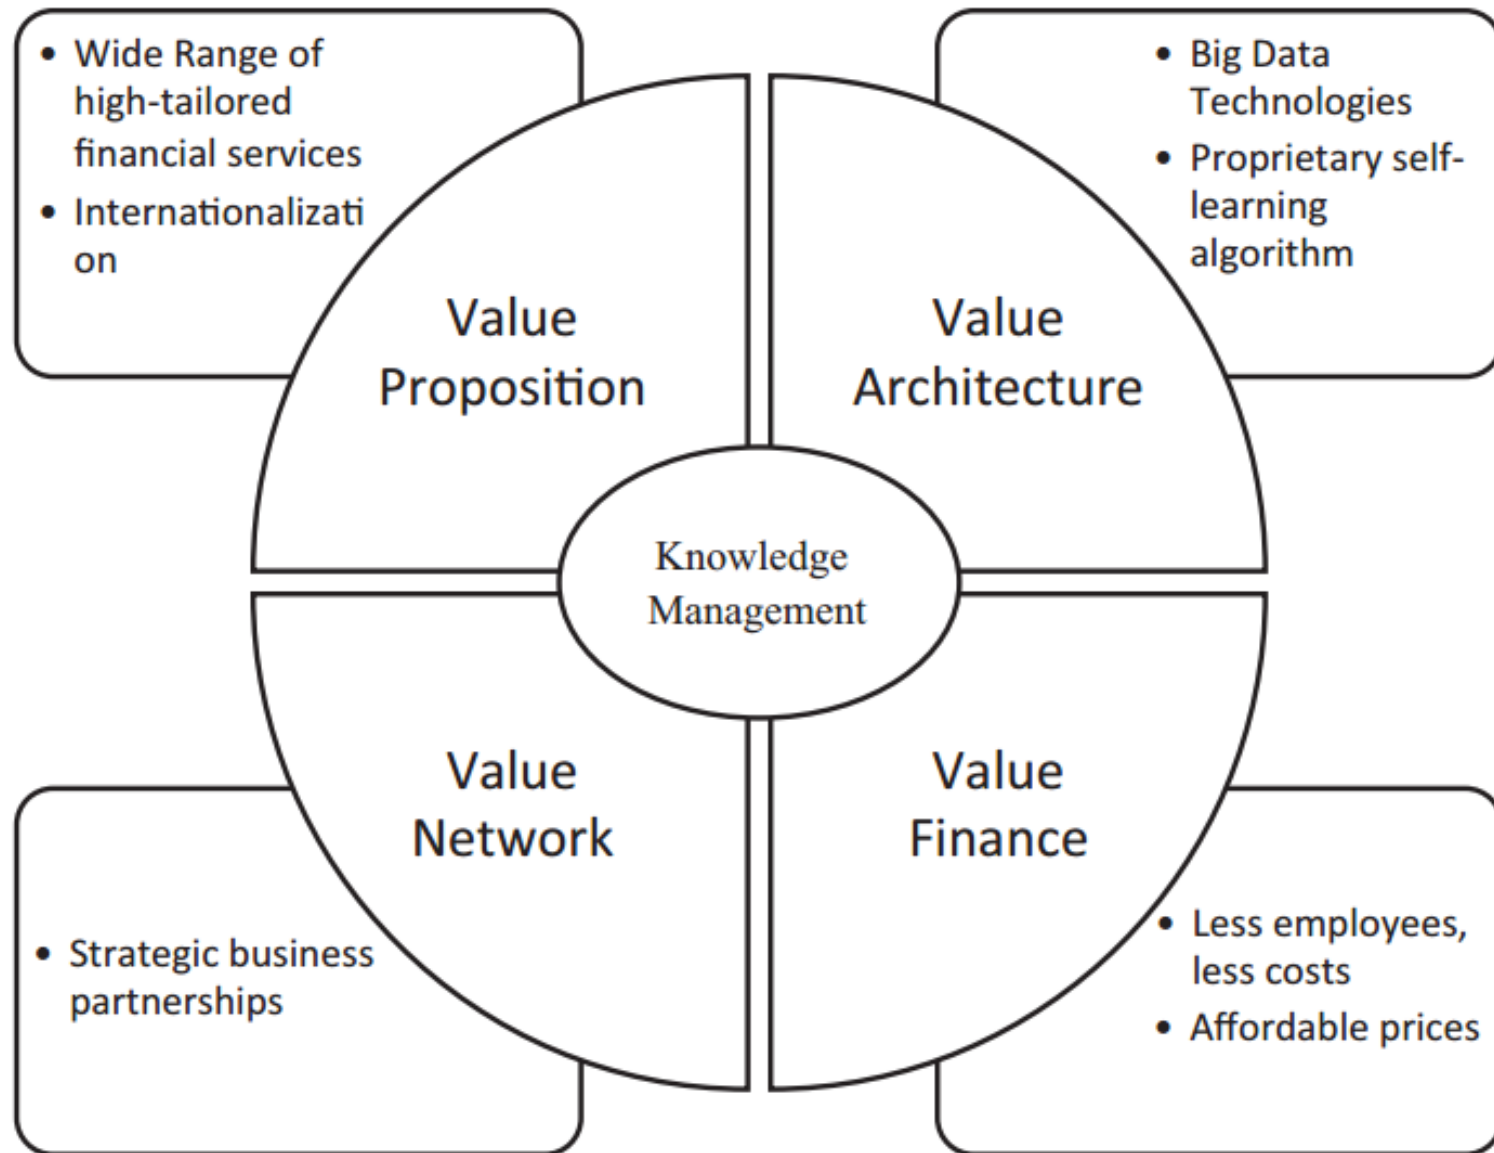 • Wide Range of
high-tailored
financial services
• Internationalizati
on
• Big Data
Technologies
• Proprietary self-
learning
algorithm
Value
Proposition
Value
Architecture
Knowledge
Management
Value
Network
Value
Finance
• Strategic business
partnerships
• Less employees,
less costs
• Affordable prices